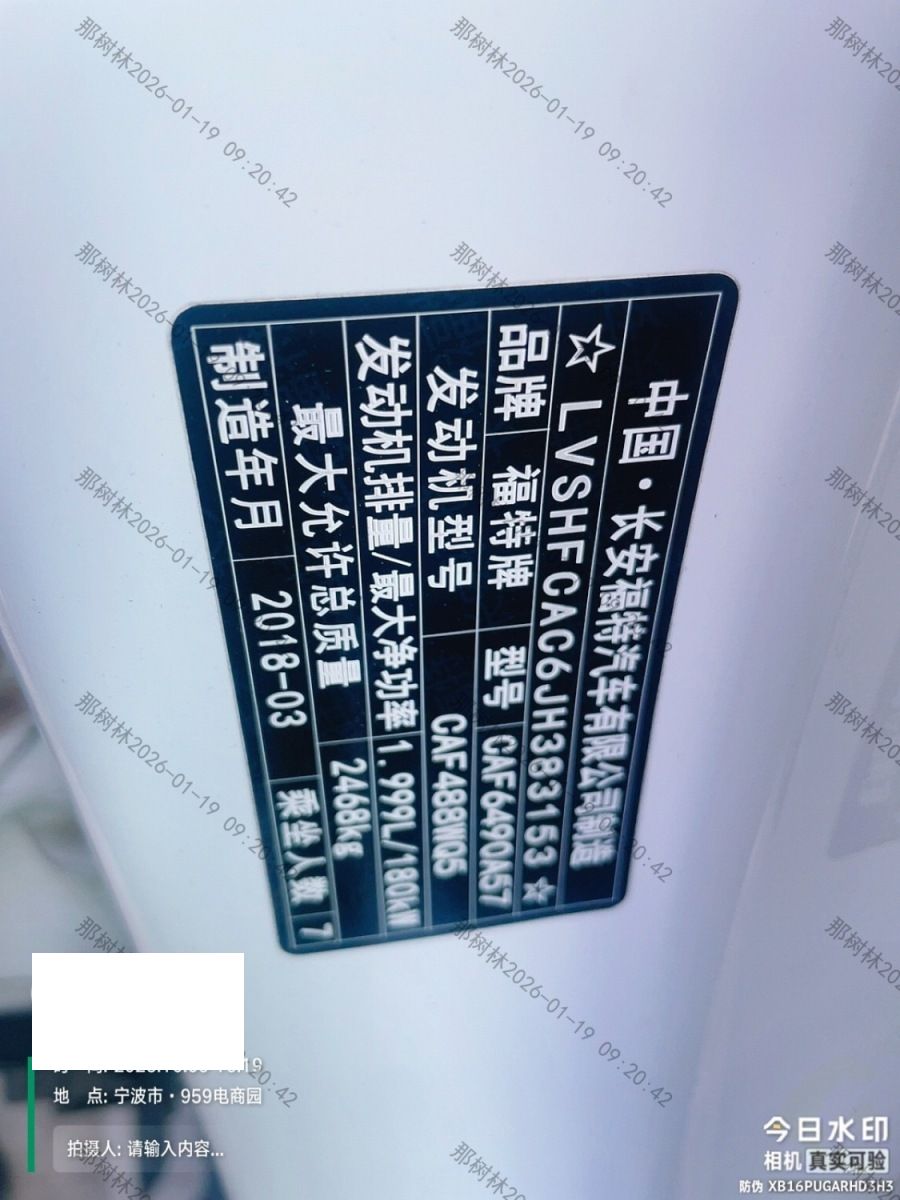 中国·长安福特汽车有限公司制造
☆LVSHFCAC6JH383153☆
品牌 福特牌 型号 CAF6490A57
发动机型号 CAF488WQ5
发动机排量/最大净功率 1.999L/180kW
最大允许总质量 2468kg
制造年月 2018-03 乘坐人数 7
地 点: 宁波市·959电商园
拍摄人: 请输入内容...
今日水印
相机 真实可验
防伪 XB16PUGARHD3H3
那树林2026-01-19 09:20:42